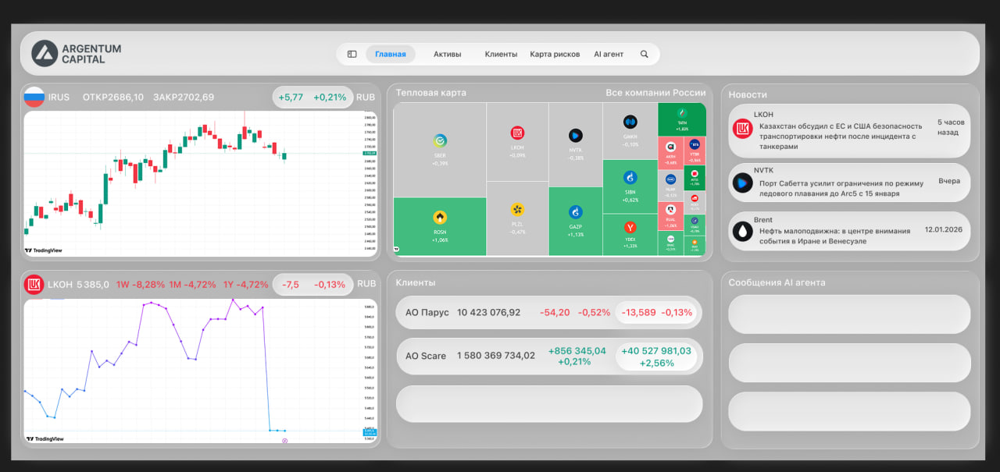 ARGENTUM
CAPITAL
Главная
Активы
Клиенты
Карта рисков
AI агент
IRUS
ОТКР2686,10
ЗАКР2702,69
+5,77
+0,21%
RUB
TradingView
Тепловая карта
Все компании России
SBER
+0,29%
LKOH
+0,09%
NVTK
-0,28%
GMKN
-0,10%
TATN
+1,83%
ROSN
+1,06%
PLZL
-0,47%
GAZP
+1,13%
SIBN
+0,62%
YDEX
+1,33%
RUAL
Новости
LKOH
Казахстан обсудил с ЕС и США безопасность
транспортировки нефти после инцидента с
танкерами
5 часов
назад
NVTK
Порт Сабетта усилит ограничения по режиму
ледового плавания до Arc5 с 15 января
Вчера
Brent
Нефть малоподвижна: в центре внимания
события в Иране и Венесуэле
12.01.2026
LKOH
5 385,0
1W -8,28%
1M -4,72%
1Y -4,72%
-7,5
-0,13%
RUB
TradingView
Клиенты
АО Парус
10 423 076,92
-54,20
-0,52%
-13,589
-0,13%
АО Scare
1 580 369 734,02
+856 345,04
+0,21%
+40 527 981,03
+2,56%
Сообщения AI агента